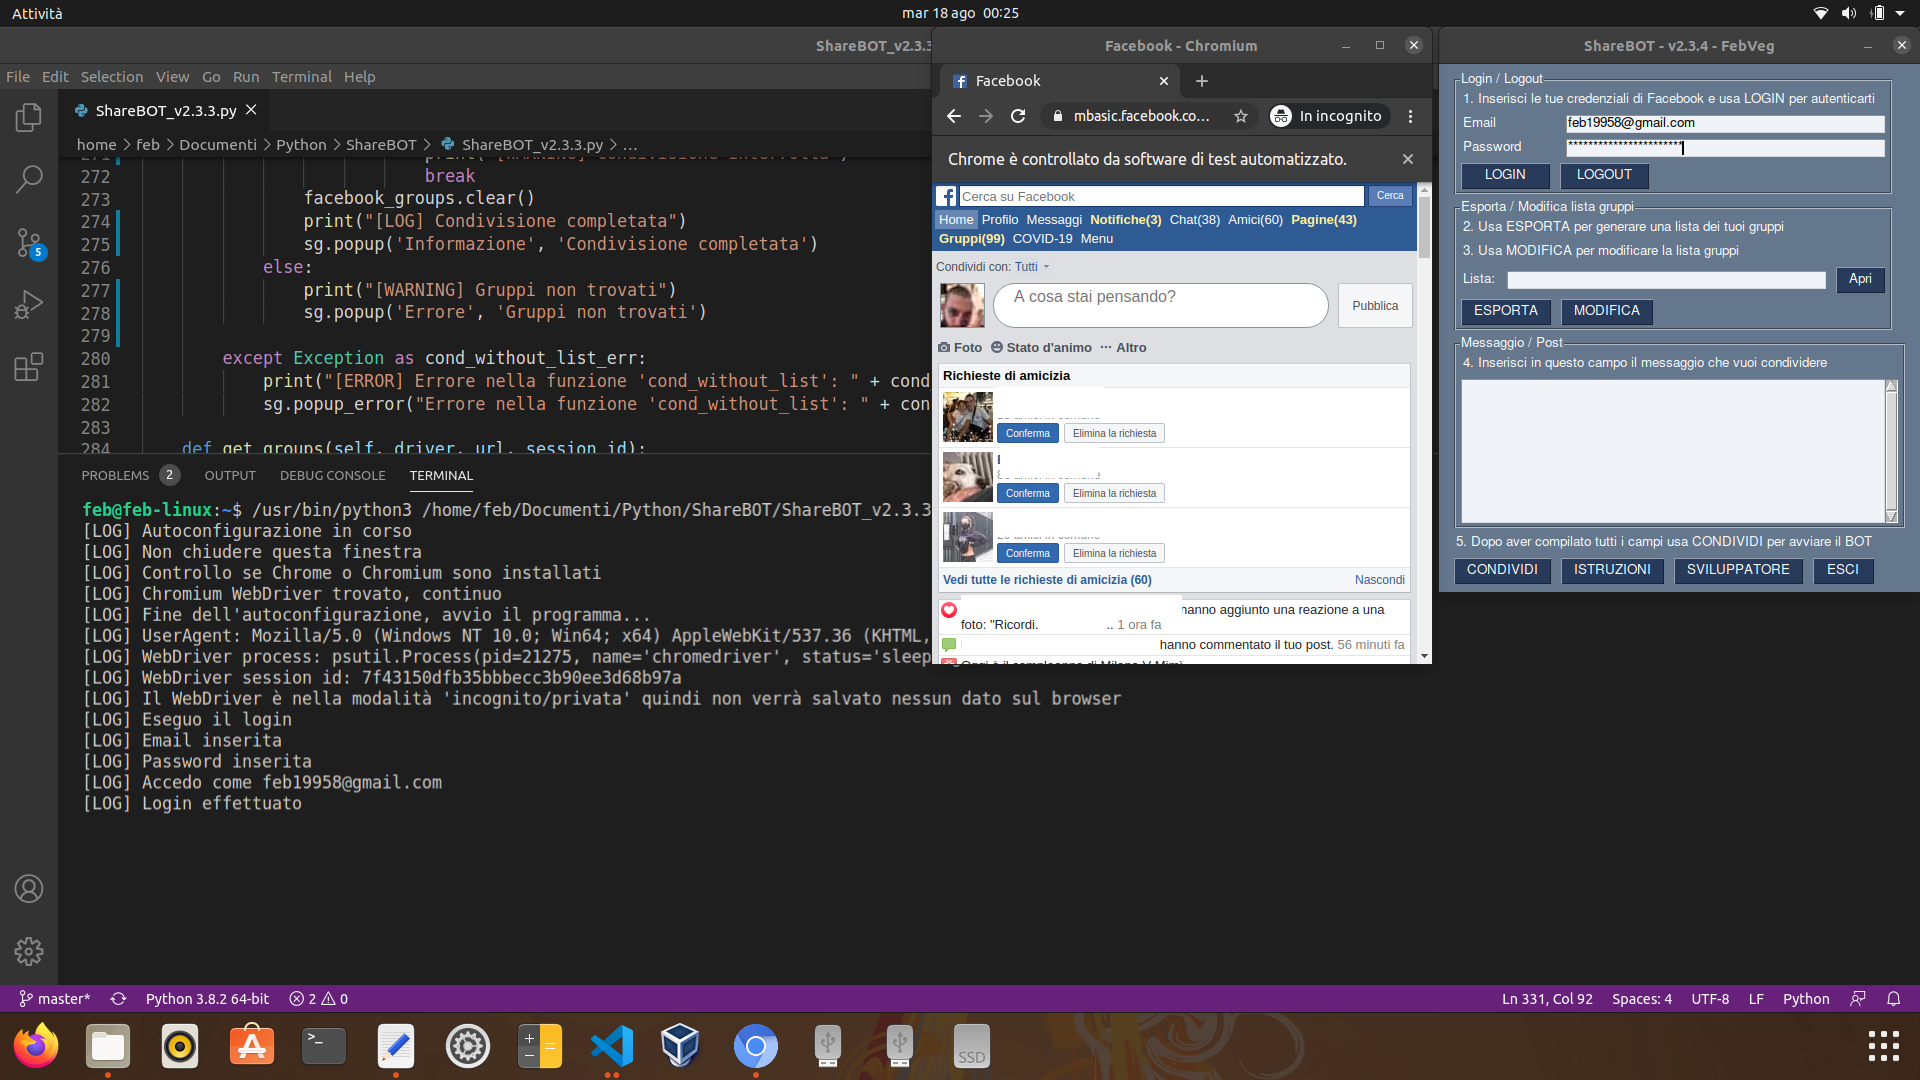 Attività
mar 18 ago 00:25
ShareBOT_v2.3.3
File Edit Selection View Go Run Terminal Help
ShareBOT_v2.3.3.py
home > feb > Documenti > Python > ShareBOT > ShareBOT_v2.3.3.py > ...
272 break
273 facebook_groups.clear()
274 print("[LOG] Condivisione completata")
275 sg.popup('Informazione', 'Condivisione completata')
276 else:
277 print("[WARNING] Gruppi non trovati")
278 sg.popup('Errore', 'Gruppi non trovati')
279
280 except Exception as cond_without_list_err:
281 print("[ERROR] Errore nella funzione 'cond_without_list': " + cond_
282 sg.popup_error("Errore nella funzione 'cond_without_list': " + con
283
284 def get_groups(self, driver, url, session_id):
PROBLEMS 2 OUTPUT DEBUG CONSOLE TERMINAL
feb@feb-linux:~$ /usr/bin/python3 /home/feb/Documenti/Python/ShareBOT/ShareBOT_v2.3.3
[LOG] Autoconfigurazione in corso
[LOG] Non chiudere questa finestra
[LOG] Controllo se Chrome o Chromium sono installati
[LOG] Chromium WebDriver trovato, continuo
[LOG] Fine dell'autoconfigurazione, avvio il programma...
[LOG] UserAgent: Mozilla/5.0 (Windows NT 10.0; Win64; x64) AppleWebKit/537.36 (KHTML,
[LOG] WebDriver process: psutil.Process(pid=21275, name='chromedriver', status='sleep
[LOG] WebDriver session id: 7f43150dfb35bbbecc3b90ee3d68b97a
[LOG] Il WebDriver è nella modalità 'incognito/privata' quindi non verrà salvato nessun dato sul browser
[LOG] Eseguo il login
[LOG] Email inserita
[LOG] Password inserita
[LOG] Accedo come feb19958@gmail.com
[LOG] Login effettuato
5
master* Python 3.8.2 64-bit 2 0
Ln 331, Col 92 Spaces: 4 UTF-8 LF Python
Facebook - Chromium
Facebook
mbasic.facebook.co...
In incognito
Chrome è controllato da software di test automatizzato.
Cerca su Facebook
Cerca
Home Profilo Messaggi Notifiche(3) Chat(38) Amici(60) Pagine(43)
Gruppi(99) COVID-19 Menu
Condividi con: Tutti
A cosa stai pensando?
Pubblica
Foto Stato d'animo ··· Altro
Richieste di amicizia
Conferma Elimina la richiesta
Conferma Elimina la richiesta
Conferma Elimina la richiesta
Vedi tutte le richieste di amicizia (60) Nascondi
hanno aggiunto una reazione a una
foto: "Ricordi. .. 1 ora fa
hanno commentato il tuo post. 56 minuti fa
ShareBOT - v2.3.4 - FebVeg
Login / Logout
1. Inserisci le tue credenziali di Facebook e usa LOGIN per autenticarti
Email feb19958@gmail.com
Password ***********************
LOGIN LOGOUT
Esporta / Modifica lista gruppi
2. Usa ESPORTA per generare una lista dei tuoi gruppi
3. Usa MODIFICA per modificare la lista gruppi
Lista: Apri
ESPORTA MODIFICA
Messaggio / Post
4. Inserisci in questo campo il messaggio che vuoi condividere
5. Dopo aver compilato tutti i campi usa CONDIVIDI per avviare il BOT
CONDIVIDI ISTRUZIONI SVILUPPATORE ESCI
SSD